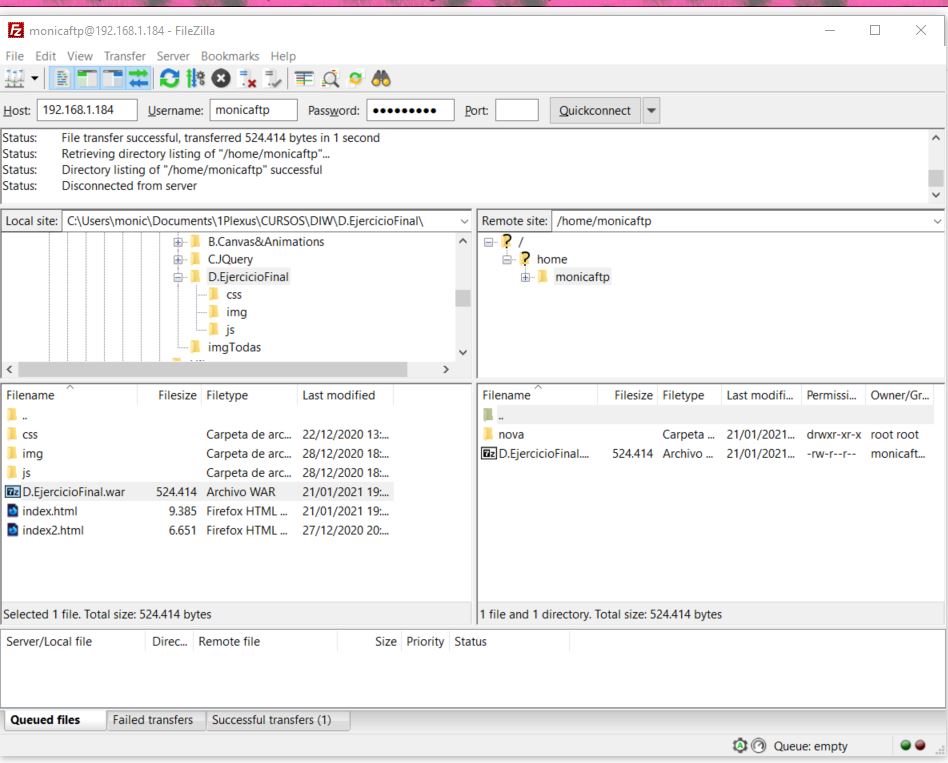 monicaftp@192.168.1.184 - FileZilla
File Edit View Transfer Server Bookmarks Help
Host: 192.168.1.184 Username: monicaftp Password: ●●●●●●●●● Port: Quickconnect
Status: File transfer successful, transferred 524.414 bytes in 1 second
Status: Retrieving directory listing of "/home/monicaftp"...
Status: Directory listing of "/home/monicaftp" successful
Status: Disconnected from server
Local site: C:\Users\monic\Documents\1Plexus\CURSOS\DIW\D.EjercicioFinal\
B.Canvas&Animations
C.JQuery
D.EjercicioFinal
css
img
js
imgTodas
Remote site: /home/monicaftp
/
home
monicaftp
Filename Filesize Filetype Last modified
..
css Carpeta de arc... 22/12/2020 13:...
img Carpeta de arc... 28/12/2020 18:...
js Carpeta de arc... 28/12/2020 18:...
D.EjercicioFinal.war 524.414 Archivo WAR 21/01/2021 19:...
index.html 9.385 Firefox HTML ... 21/01/2021 19:...
index2.html 6.651 Firefox HTML ... 27/12/2020 20:...
Selected 1 file. Total size: 524.414 bytes
Filename Filesize Filetype Last modifi... Permissi... Owner/Gr...
..
nova Carpeta ... 21/01/2021... drwxr-xr-x root root
D.EjercicioFinal.... 524.414 Archivo ... 21/01/2021... -rw-r--r-- monicaft...
1 file and 1 directory. Total size: 524.414 bytes
Server/Local file Direc... Remote file Size Priority Status
Queued files Failed transfers Successful transfers (1)
Queue: empty